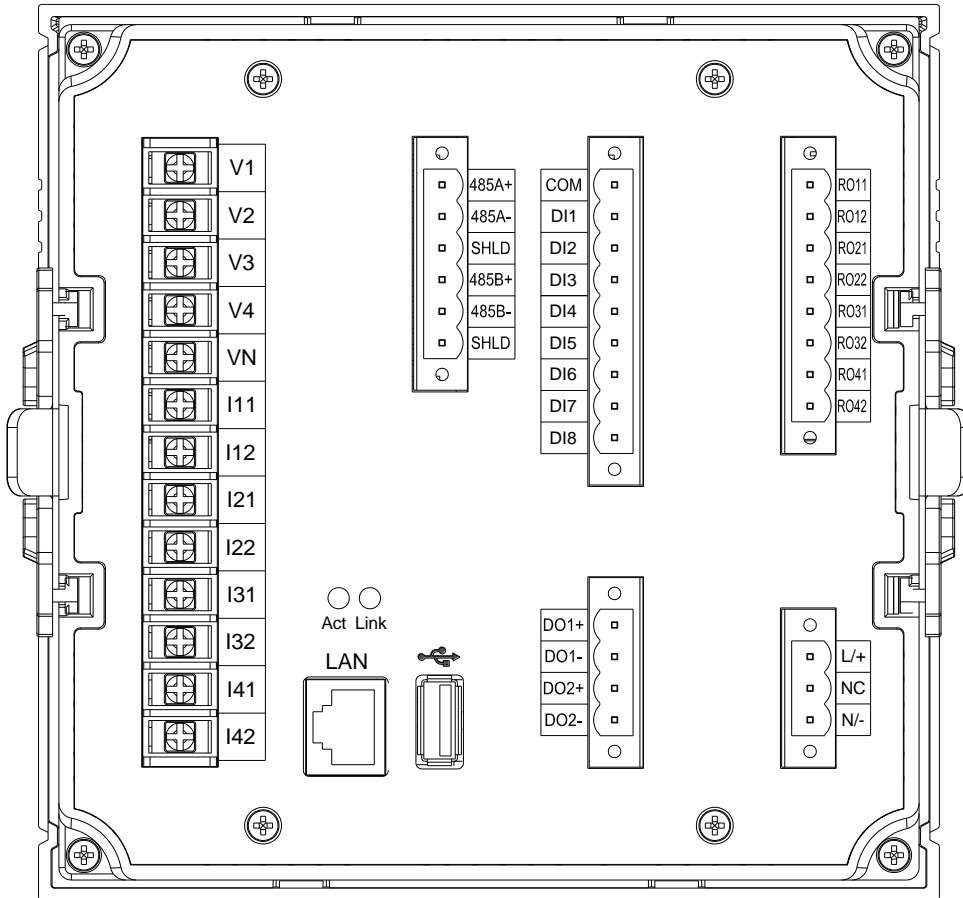 V1
V2
V3
V4
VN
I11
I12
I21
I22
I31
I32
I41
I42
485A+
485A-
SHLD
485B+
485B-
SHLD
COM
DI1
DI2
DI3
DI4
DI5
DI6
DI7
DI8
RO11
RO12
RO21
RO22
RO31
RO32
RO41
RO42
Act Link
LAN
DO1+
DO1-
DO2+
DO2-
L/+
NC
N/-